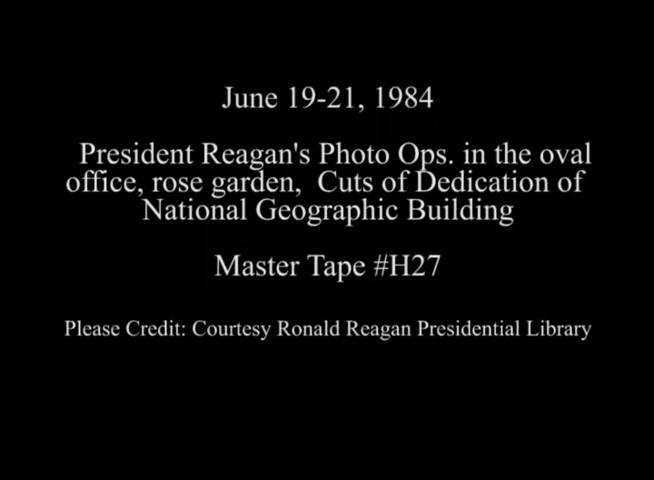 June 19-21, 1984
President Reagan's Photo Ops. in the oval
office, rose garden,  Cuts of Dedication of
National Geographic Building
Master Tape #H27
Please Credit: Courtesy Ronald Reagan Presidential Library